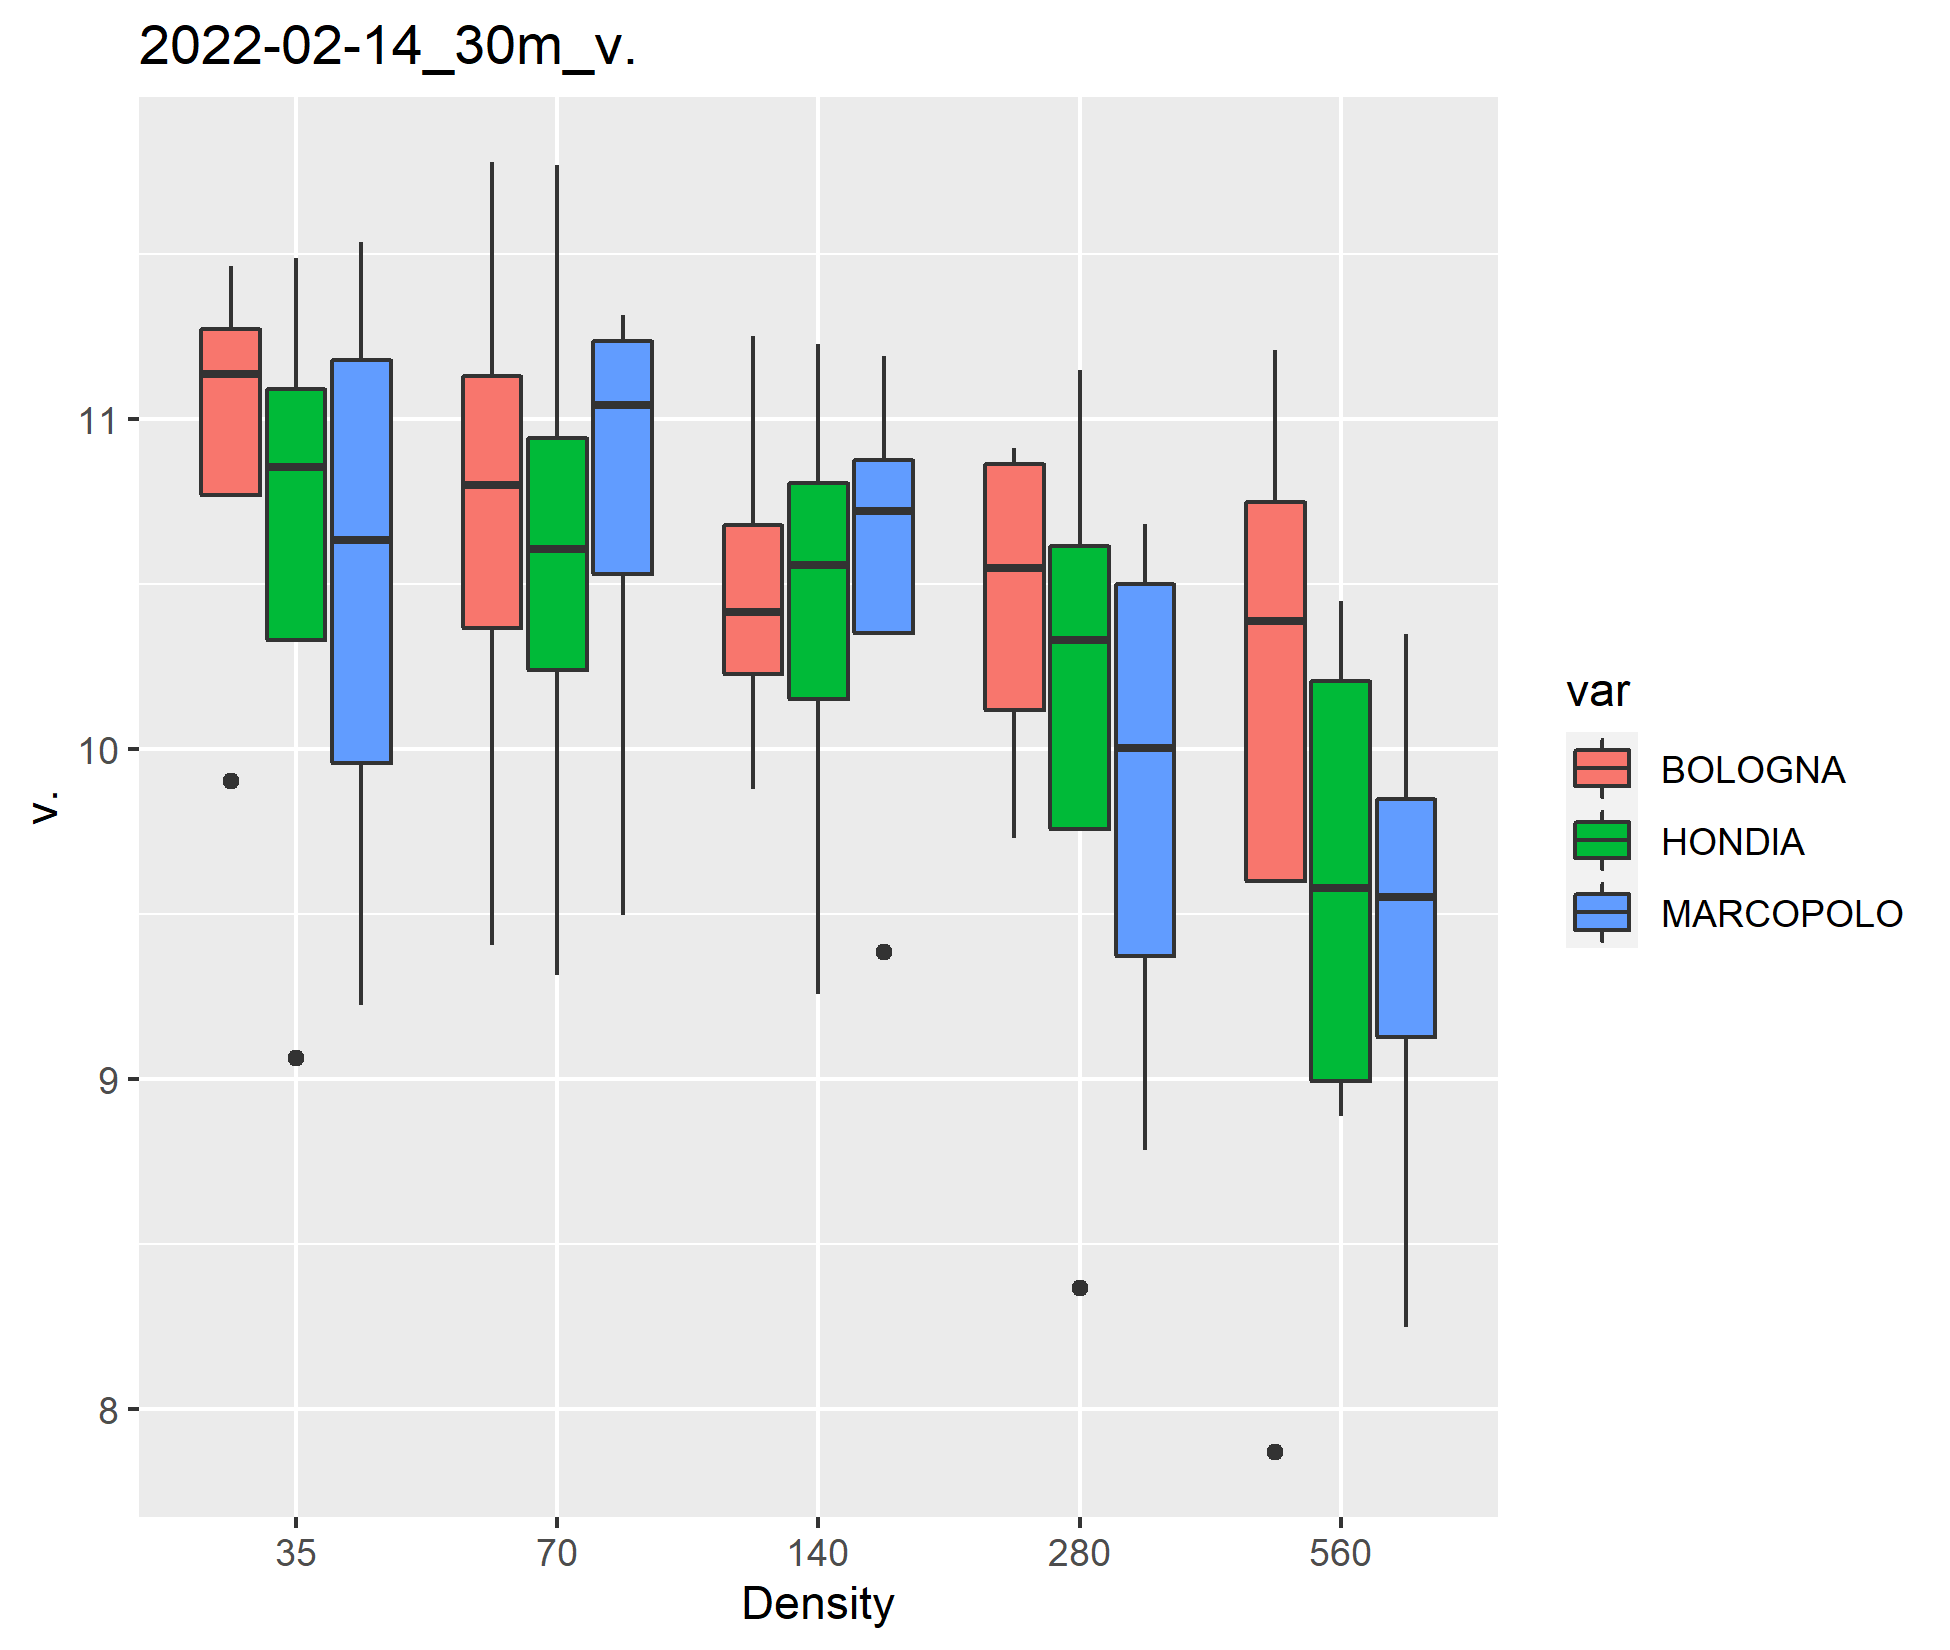 2022-02-14_30m_v.
11
10
9
8
v.
35 70 140 280 560
Density
var
BOLOGNA
HONDIA
MARCOPOLO